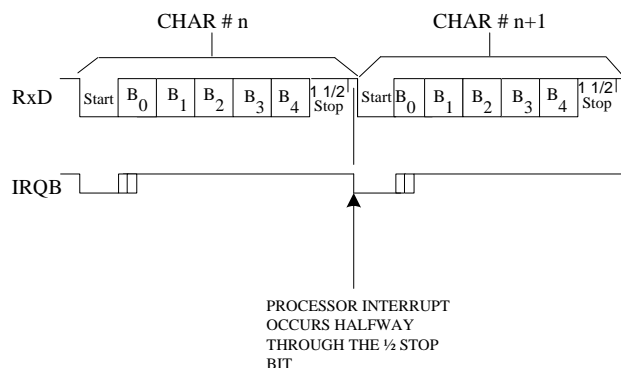 CHAR # n
CHAR # n+1
RxD
Start B0 B1 B2 B3 B4 1 1/2 Stop
Start B0 B1 B2 B3 B4 1 1/2 Stop
IRQB
PROCESSOR INTERRUPT
OCCURS HALFWAY
THROUGH THE ½ STOP
BIT